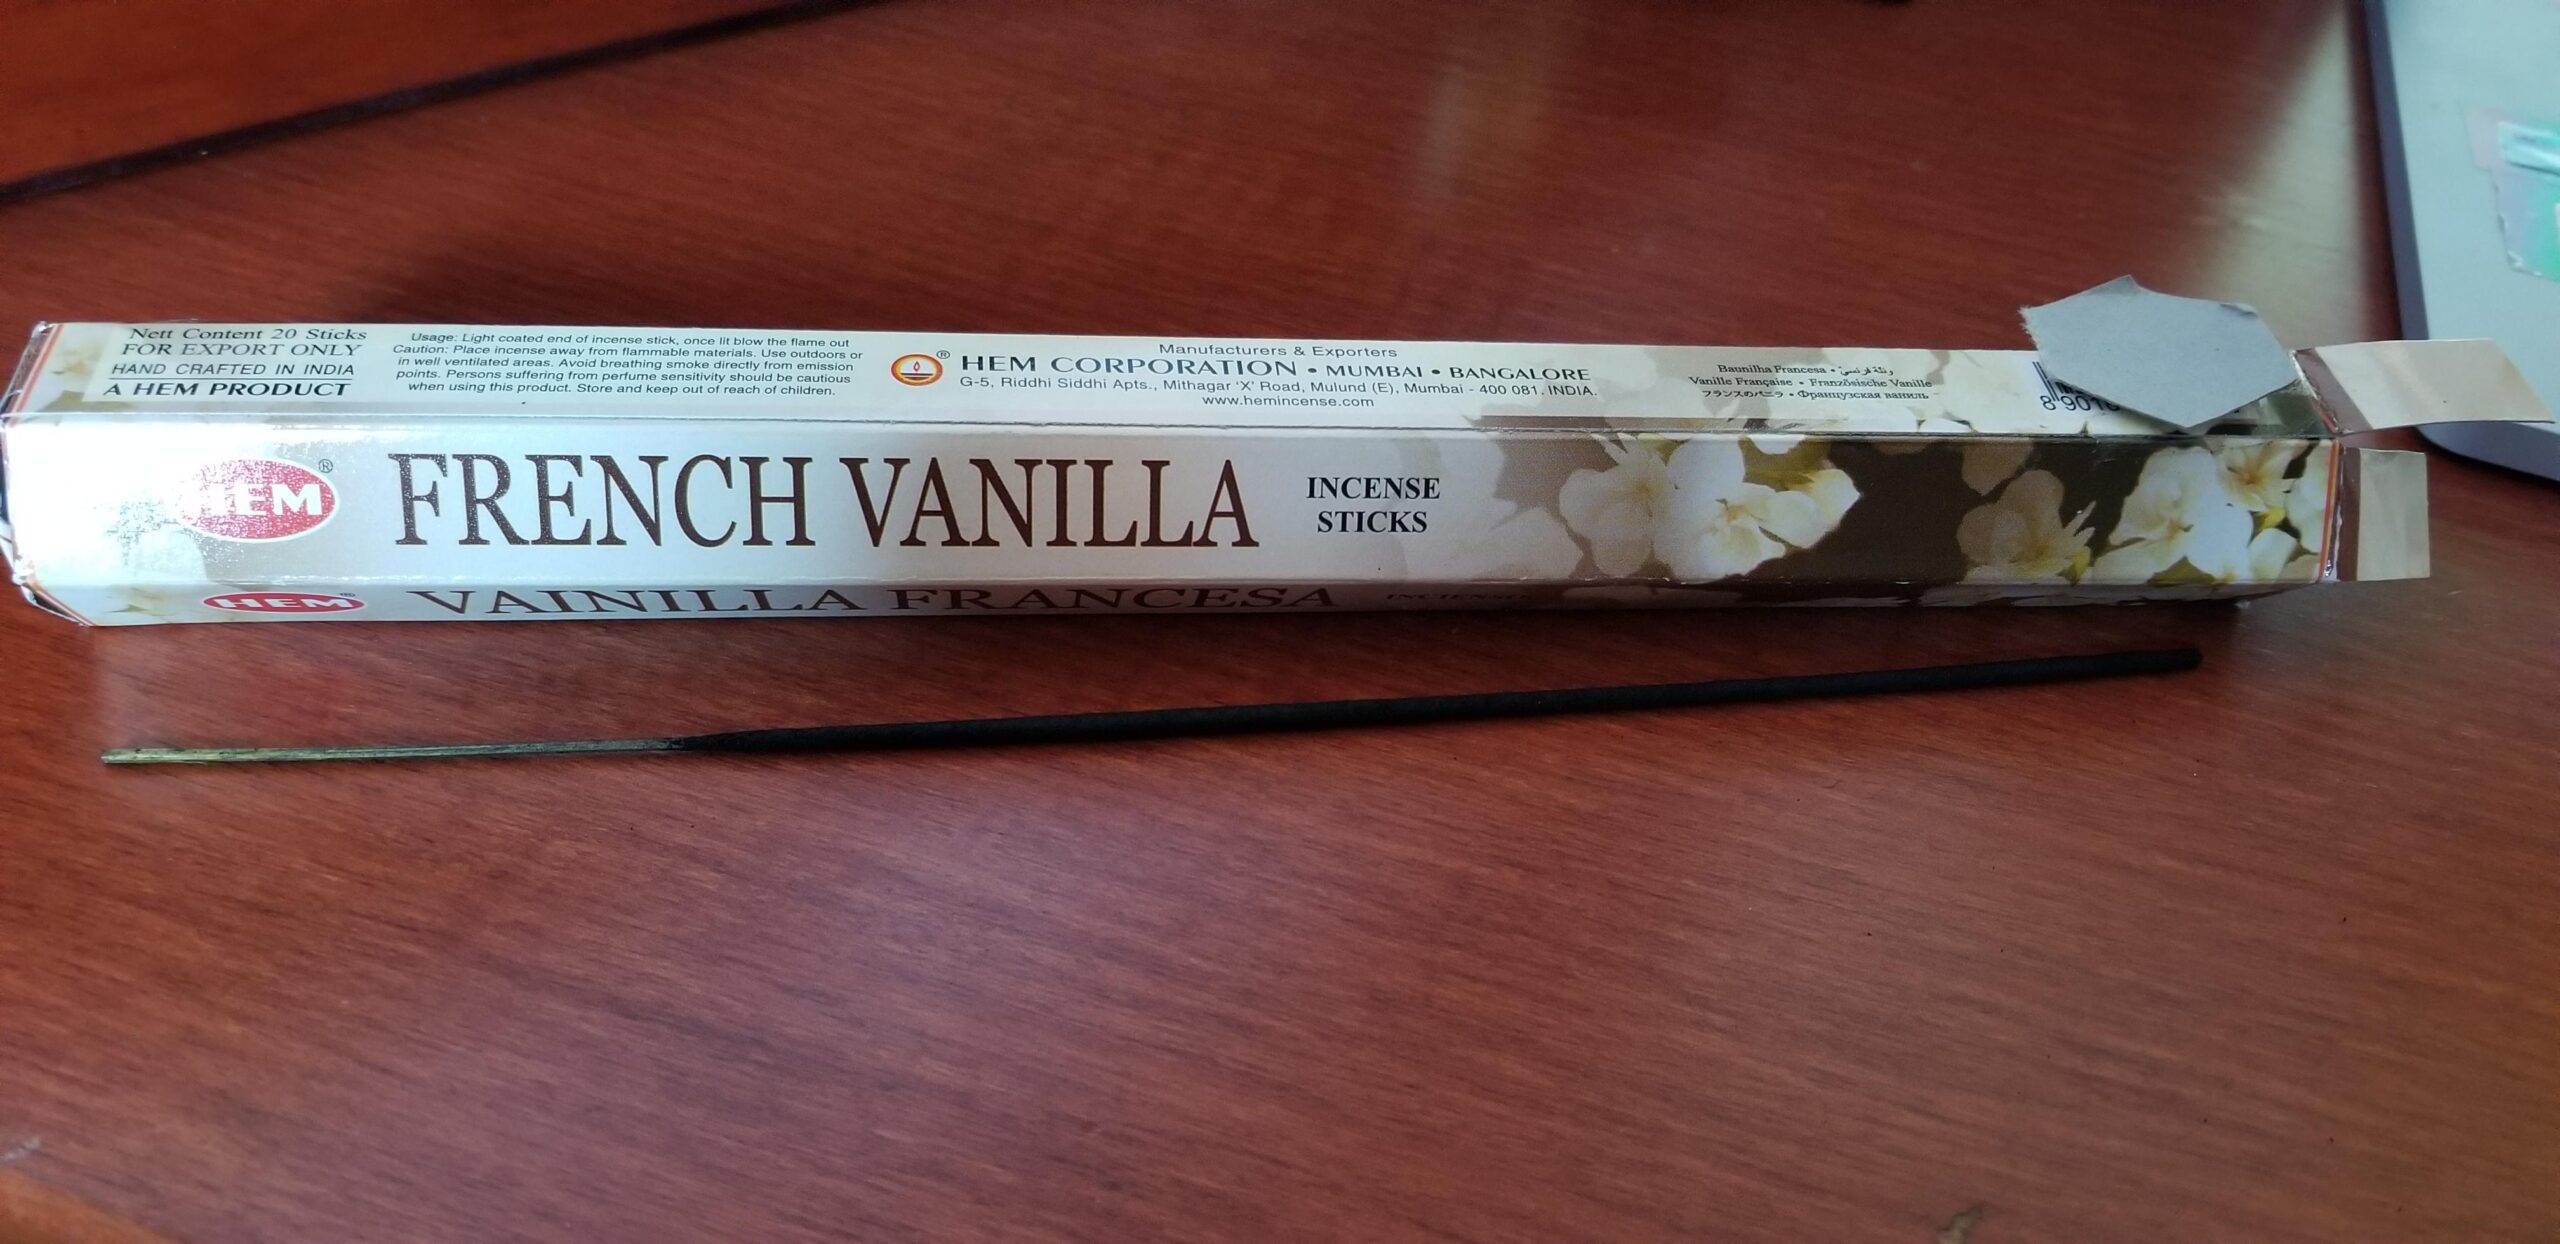 Nett Content 20 Sticks
FOR EXPORT ONLY
HAND CRAFTED IN INDIA
A HEM PRODUCT
Usage: Light coated end of incense stick, once lit blow the flame out
Caution: Place incense away from flammable materials. Use outdoors or
in well ventilated areas. Avoid breathing smoke directly from emission
points. Persons suffering from perfume sensitivity should be cautious
when using this product. Store and keep out of reach of children.
®
Manufacturers & Exporters
HEM CORPORATION • MUMBAI • BANGALORE
G-5, Riddhi Siddhi Apts., Mithagar 'X' Road, Mulund (E), Mumbai - 400 081. INDIA.
www.hemincense.com
Baunilha Francesa • ونلة فرنسيّ •
Vanille Française • Französische Vanille
フランスのバニラ • Французская ваниль
8 9018
HEM®
FRENCH VANILLA
INCENSE
STICKS
HEM®
VAINILLA FRANCESA
INCIENSO